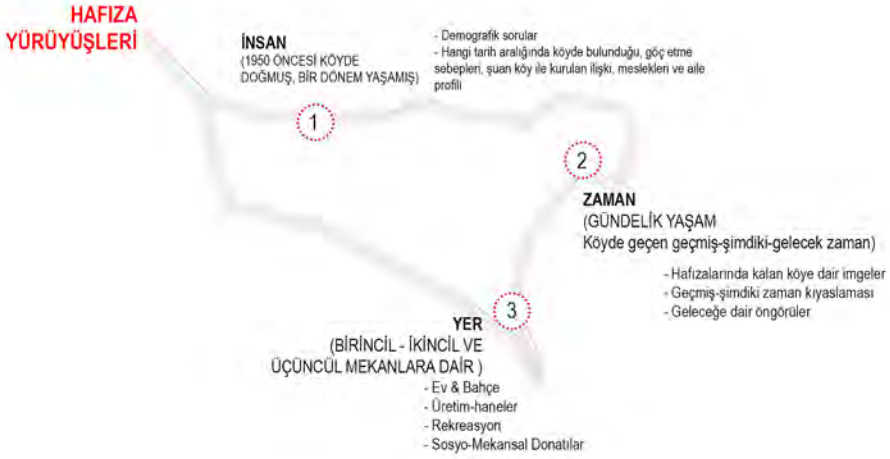 HAFIZA
YÜRÜYÜŞLERİ
İNSAN
(1950 ÖNCESİ KÖYDE
DOĞMUŞ, BİR DÖNEM YAŞAMIŞ)
- Demografik sorular
- Hangi tarih aralığında köyde bulunduğu, göç etme
sebepleri, şuan köy ile kurulan ilişki, meslekleri ve aile
profili
1
2
ZAMAN
(GÜNDELİK YAŞAM
Köyde geçen geçmiş-şimdiki-gelecek zaman)
- Hafızalarında kalan köye dair imgeler
- Geçmiş-şimdiki zaman kıyaslaması
- Geleceğe dair öngörüler
3
YER
(BİRİNCİL - İKİNCİL VE
ÜÇÜNCÜL MEKANLARA DAİR )
- Ev & Bahçe
- Üretim-haneler
- Rekreasyon
- Sosyo-Mekansal Donatılar